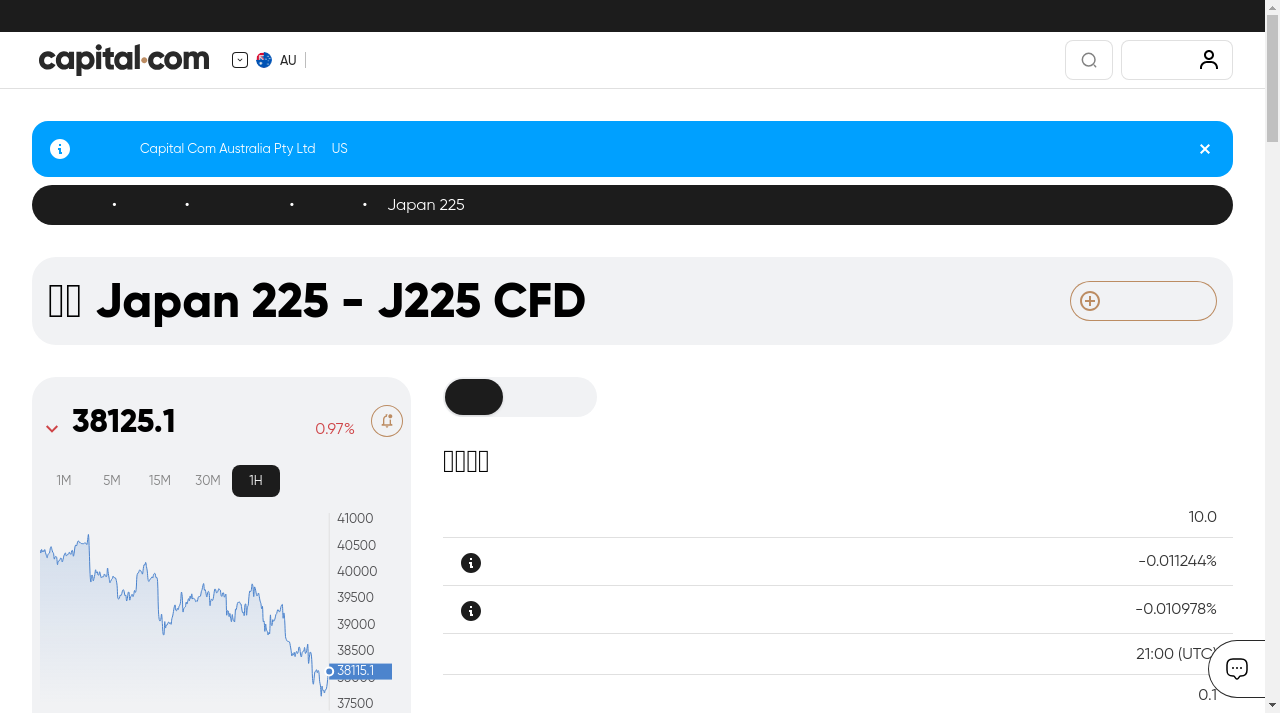 capital.com
AU
Capital Com Australia Pty Ltd US
Japan 225
Japan 225 - J225 CFD
38125.1
0.97%
1M 5M 15M 30M 1H
41000
40500
40000
39500
39000
38500
38115.1
37500
10.0
-0.011244%
-0.010978%
21:00 (UTC)
0.1